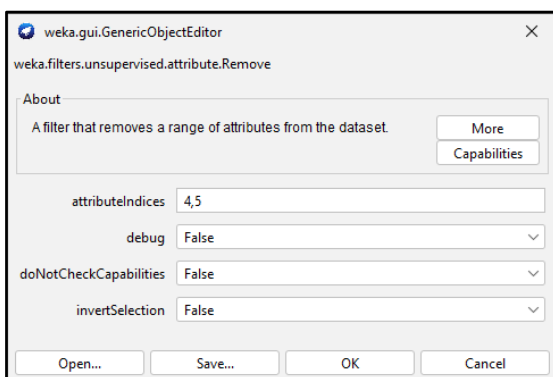 weka.gui.GenericObjectEditor
weka.filters.unsupervised.attribute.Remove
About
A filter that removes a range of attributes from the dataset.
More
Capabilities
attributeIndices 4,5
debug False
doNotCheckCapabilities False
invertSelection False
Open... Save... OK Cancel